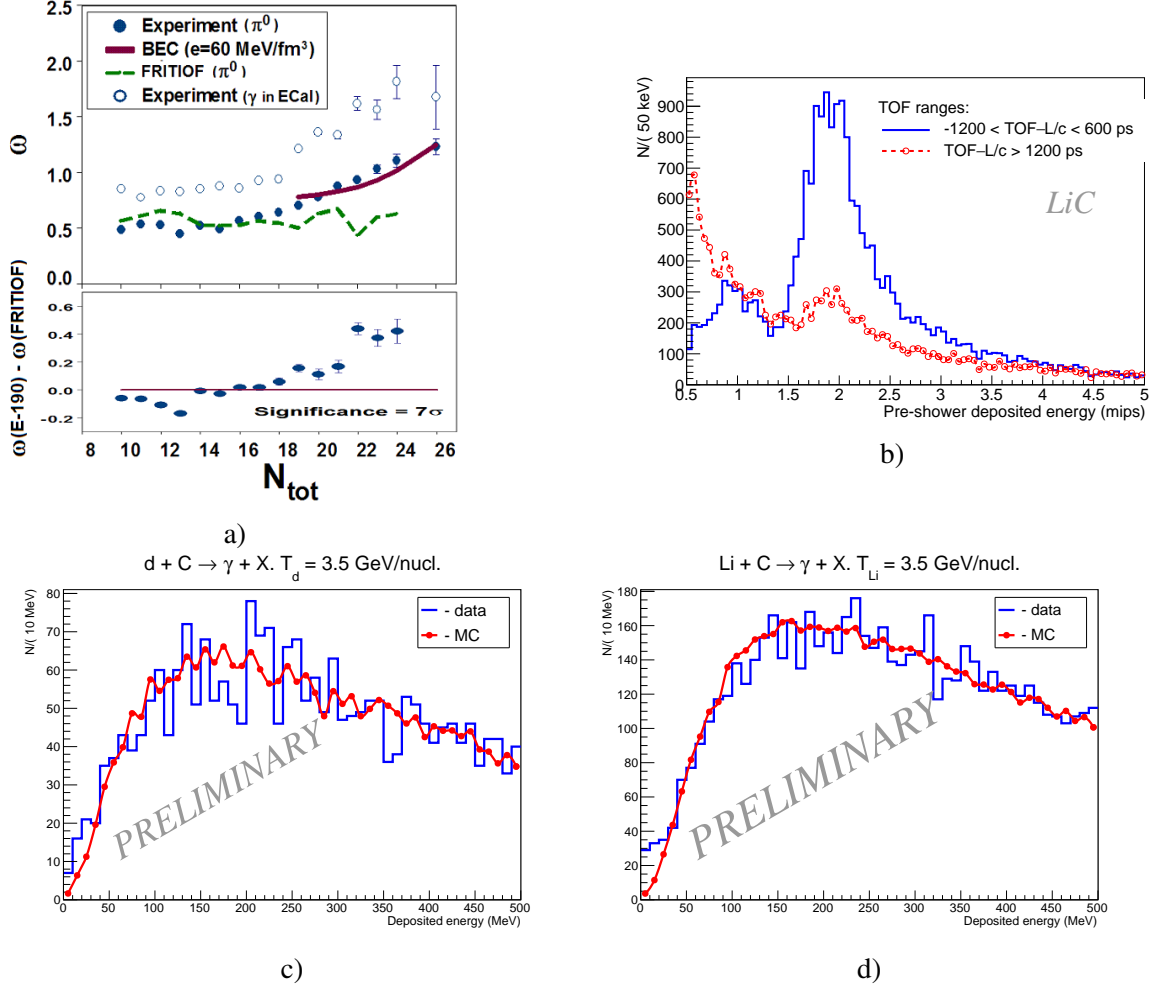 2.5
2.0
1.5
1.0
0.5
0.0
ω
Experiment (π⁰)
BEC (e=60 MeV/fm³)
FRITIOF (π⁰)
Experiment (γ in ECal)
0.6
0.4
0.2
0.0
-0.2
ω(E-190) - ω(FRITIOF)
Significance = 7σ
8 10 12 14 16 18 20 22 24 26
N_tot
a)
N/( 50 keV)
900
800
700
600
500
400
300
200
100
0
TOF ranges:
-1200 < TOF–L/c < 600 ps
TOF–L/c > 1200 ps
LiC
0.5 1 1.5 2 2.5 3 3.5 4 4.5 5
Pre-shower deposited energy (mips)
b)
d + C → γ + X. T_d = 3.5 GeV/nucl.
N/( 10 MeV)
80
70
60
50
40
30
20
10
0
- data
- MC
PRELIMINARY
0 50 100 150 200 250 300 350 400 450 500
Deposited energy (MeV)
c)
Li + C → γ + X. T_Li = 3.5 GeV/nucl.
N/( 10 MeV)
180
160
140
120
100
80
60
40
20
0
- data
- MC
PRELIMINARY
0 50 100 150 200 250 300 350 400 450 500
Deposited energy (MeV)
d)